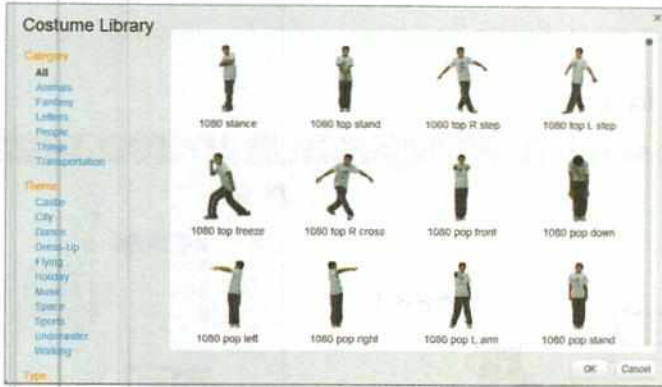 Costume Library
×
Category
All
Animals
Fantasy
Letters
People
Things
Transportation
Theme
Castle
City
Dance
Dress-Up
Flying
Holiday
Music
Space
Sports
Underwater
Walking
Type
1080 stance
1080 top stand
1080 top R step
1080 top L step
1080 top freeze
1080 top R cross
1080 pop front
1080 pop down
1080 pop left
1080 pop right
1080 pop L arm
1080 pop stand
OK
Cancel